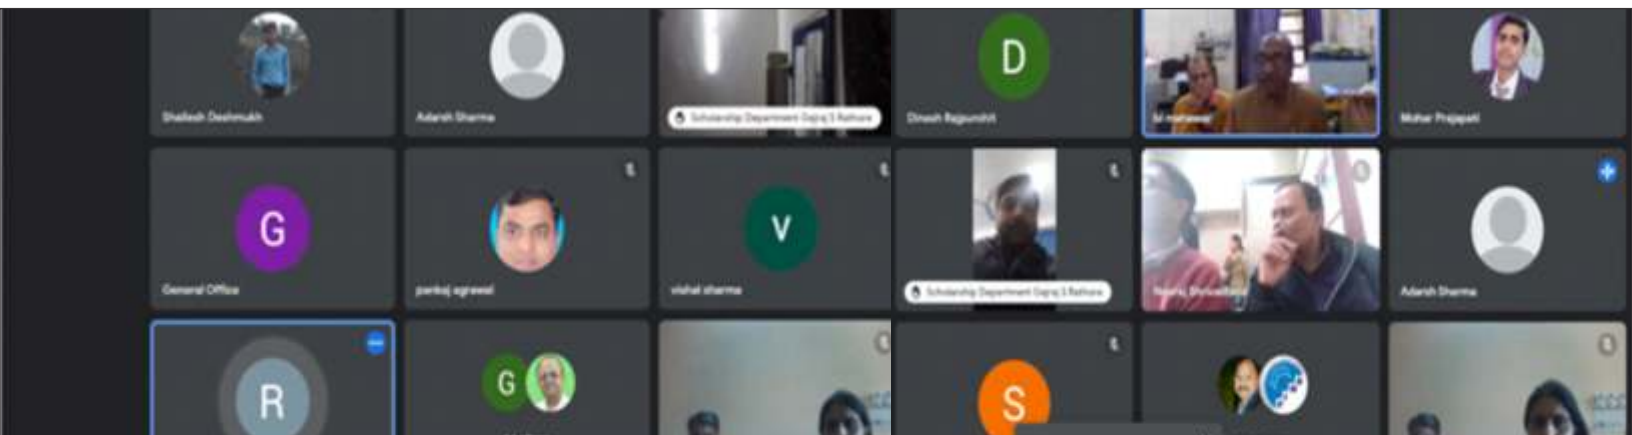 Shailesh Deshmukh
Adarsh Sharma
Scholarship Department Gajraj S Rathore
D
Dinesh Rajpurohit
Mohar Prajapati
G
General Office
pankaj agrawal
V
vishal sharma
Scholarship Department Gajraj S Rathore
Adarsh Sharma
R
G
S